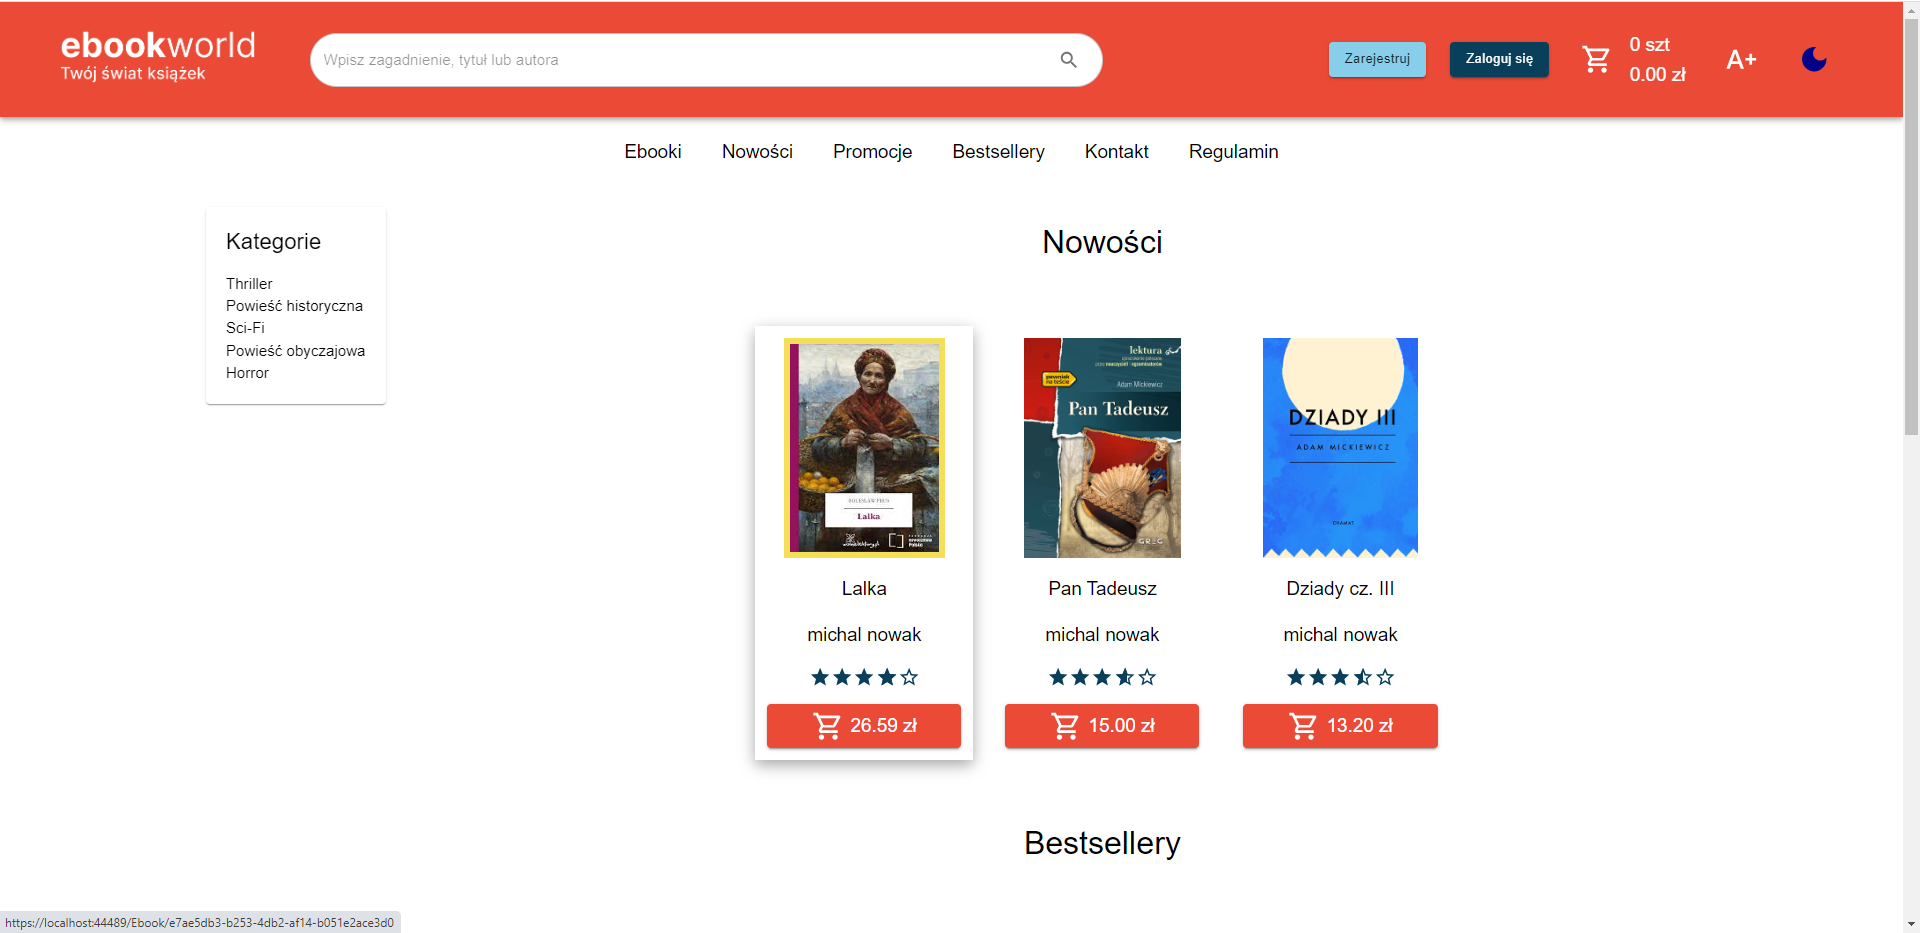 ebookworld
Twój świat książek
Wpisz zagadnienie, tytuł lub autora
Zarejestruj
Zaloguj się
0 szt
0.00 zł
A+
Ebooki
Nowości
Promocje
Bestsellery
Kontakt
Regulamin
Kategorie
Thriller
Powieść historyczna
Sci-Fi
Powieść obyczajowa
Horror
Nowości
BOLESŁAW PRUS
Lalka
wolnelektury.pl
Lalka
michal nowak
26.59 zł
lektura
Adam Mickiewicz
Pan Tadeusz
GREG
Pan Tadeusz
michal nowak
15.00 zł
DZIADY III
ADAM MICKIEWICZ
DRAMAT
Dziady cz. III
michal nowak
13.20 zł
Bestsellery
https://localhost:44489/Ebook/e7ae5db3-b253-4db2-af14-b051e2ace3d0